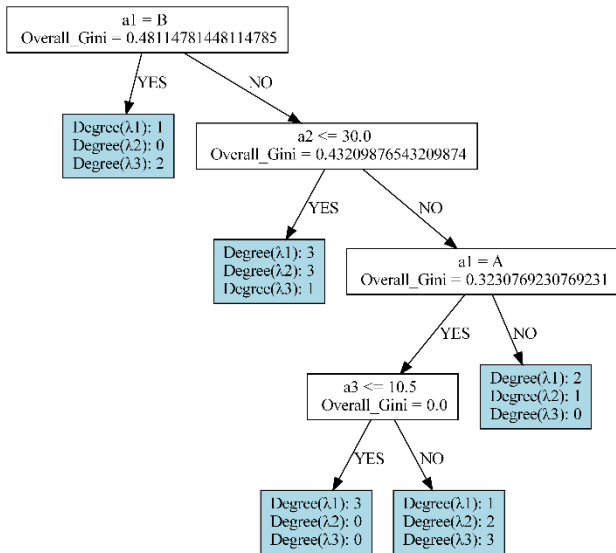 a1 = B
Overall_Gini = 0.48114781448114785
YES
NO
Degree(λ1): 1
Degree(λ2): 0
Degree(λ3): 2
a2 <= 30.0
Overall_Gini = 0.43209876543209874
YES
NO
Degree(λ1): 3
Degree(λ2): 3
Degree(λ3): 1
a1 = A
Overall_Gini = 0.3230769230769231
YES
NO
a3 <= 10.5
Overall_Gini = 0.0
Degree(λ1): 2
Degree(λ2): 1
Degree(λ3): 0
YES
NO
Degree(λ1): 3
Degree(λ2): 0
Degree(λ3): 0
Degree(λ1): 1
Degree(λ2): 2
Degree(λ3): 3